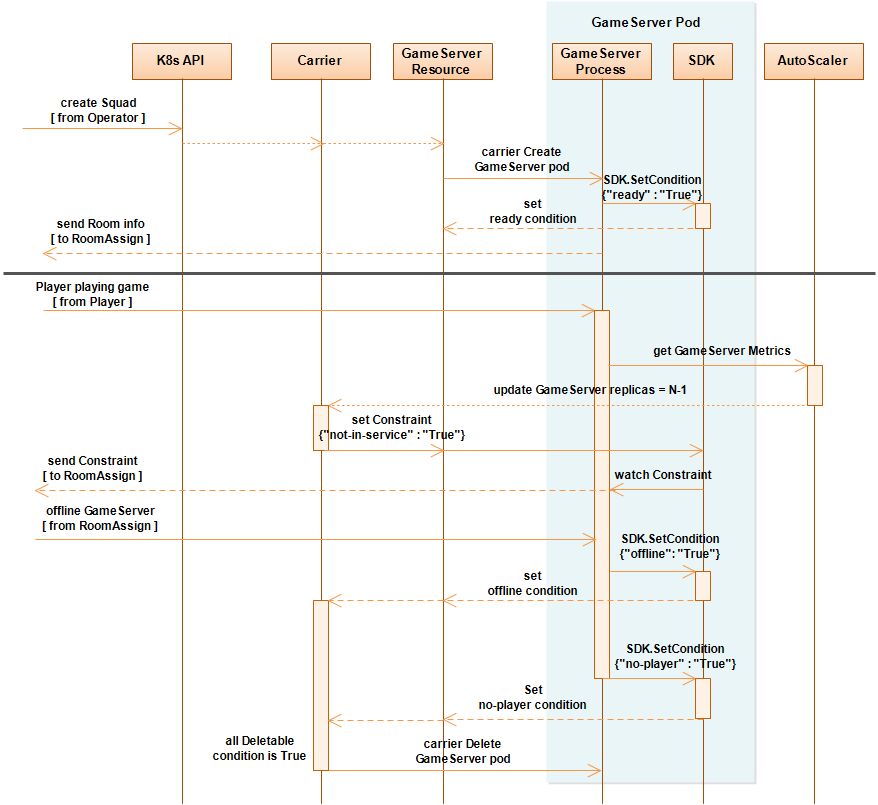 GameServer Pod
K8s API
Carrier
GameServer
Resource
GameServer
Process
SDK
AutoScaler
create Squad
[ from Operator ]
carrier Create
GameServer pod
SDK.SetCondition
{"ready" : "True"}
set
ready condition
send Room info
[ to RoomAssign ]
Player playing game
[ from Player ]
get GameServer Metrics
update GameServer replicas = N-1
set Constraint
{"not-in-service" : "True"}
send Constraint
[ to RoomAssign ]
watch Constraint
offline GameServer
[ from RoomAssign ]
SDK.SetCondition
{"offline": "True"}
set
offline condition
SDK.SetCondition
{"no-player" : "True"}
Set
no-player condition
all Deletable
condition is True
carrier Delete
GameServer pod